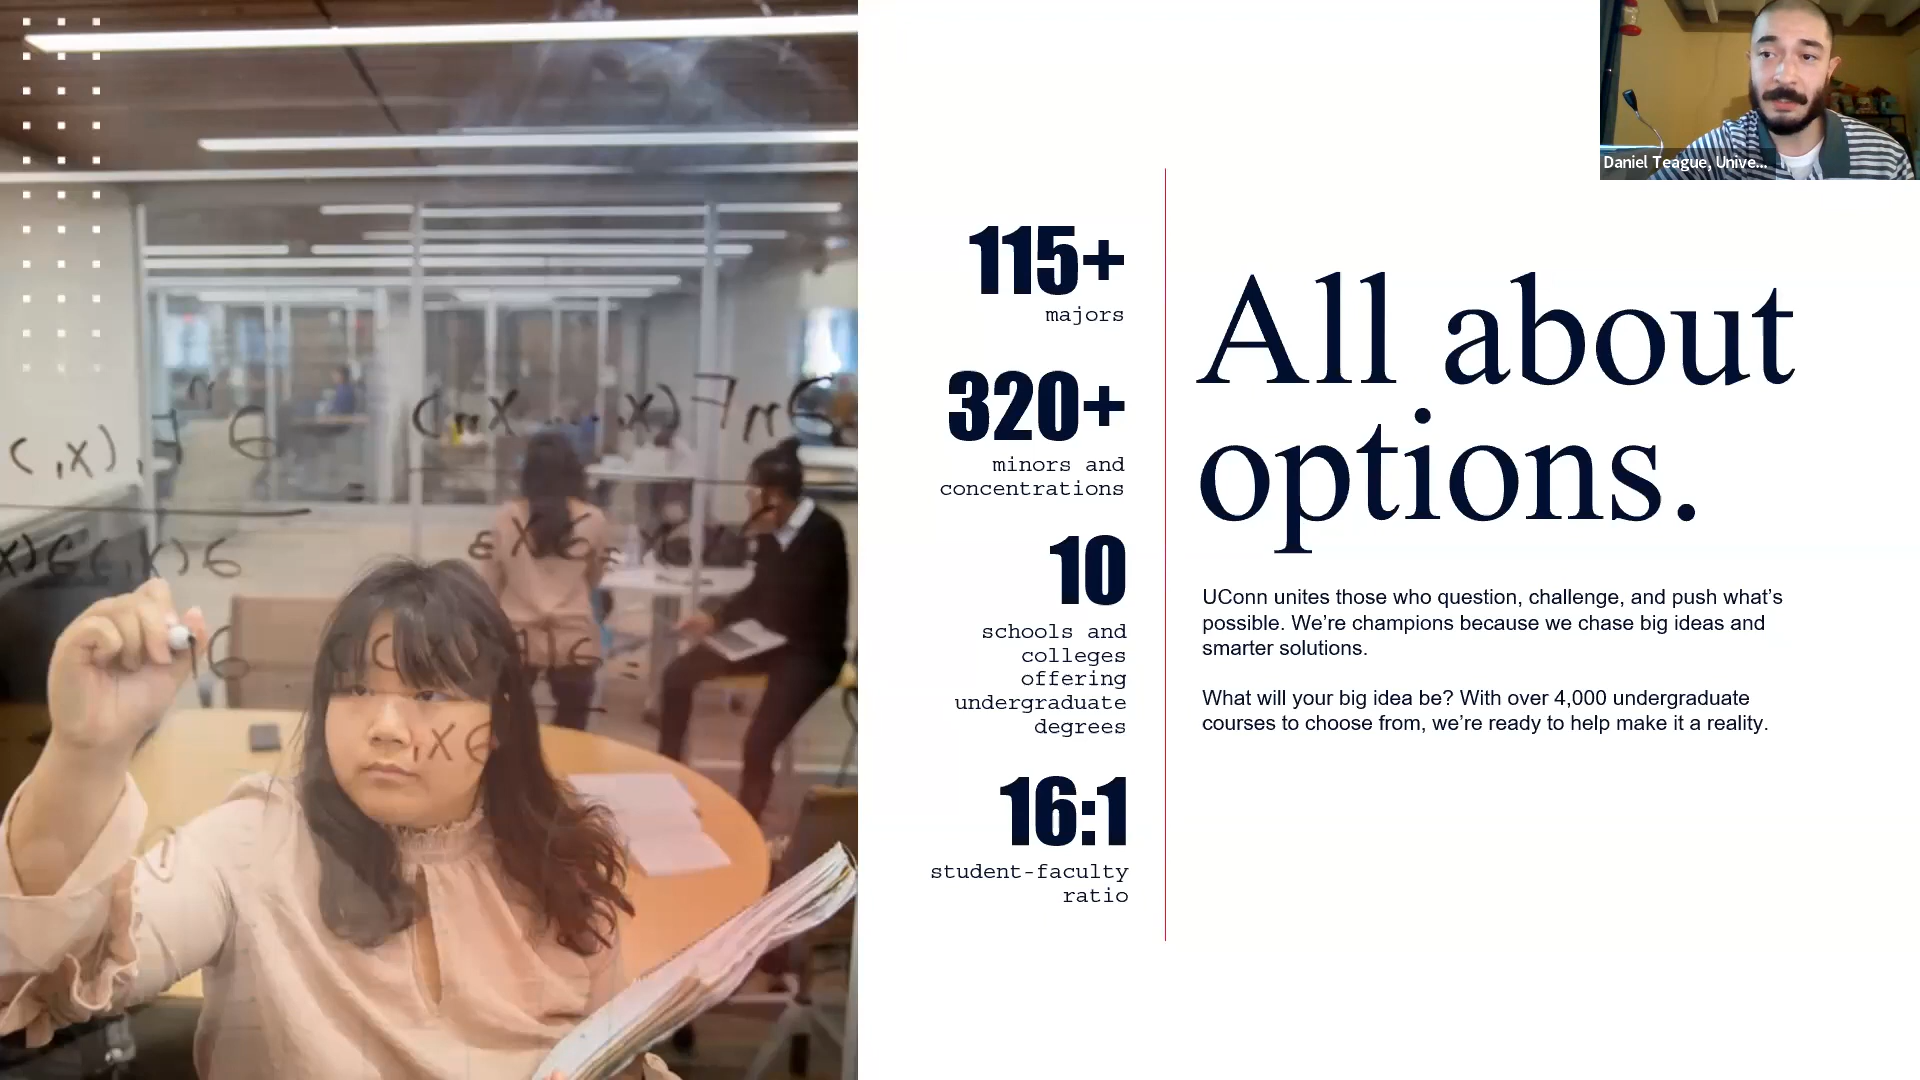 Daniel Teague, Unive...
115+
majors
320+
minors and
concentrations
10
schools and
colleges
offering
undergraduate
degrees
16:1
student-faculty
ratio
All about
options.
UConn unites those who question, challenge, and push what’s
possible. We’re champions because we chase big ideas and
smarter solutions.
What will your big idea be? With over 4,000 undergraduate
courses to choose from, we’re ready to help make it a reality.